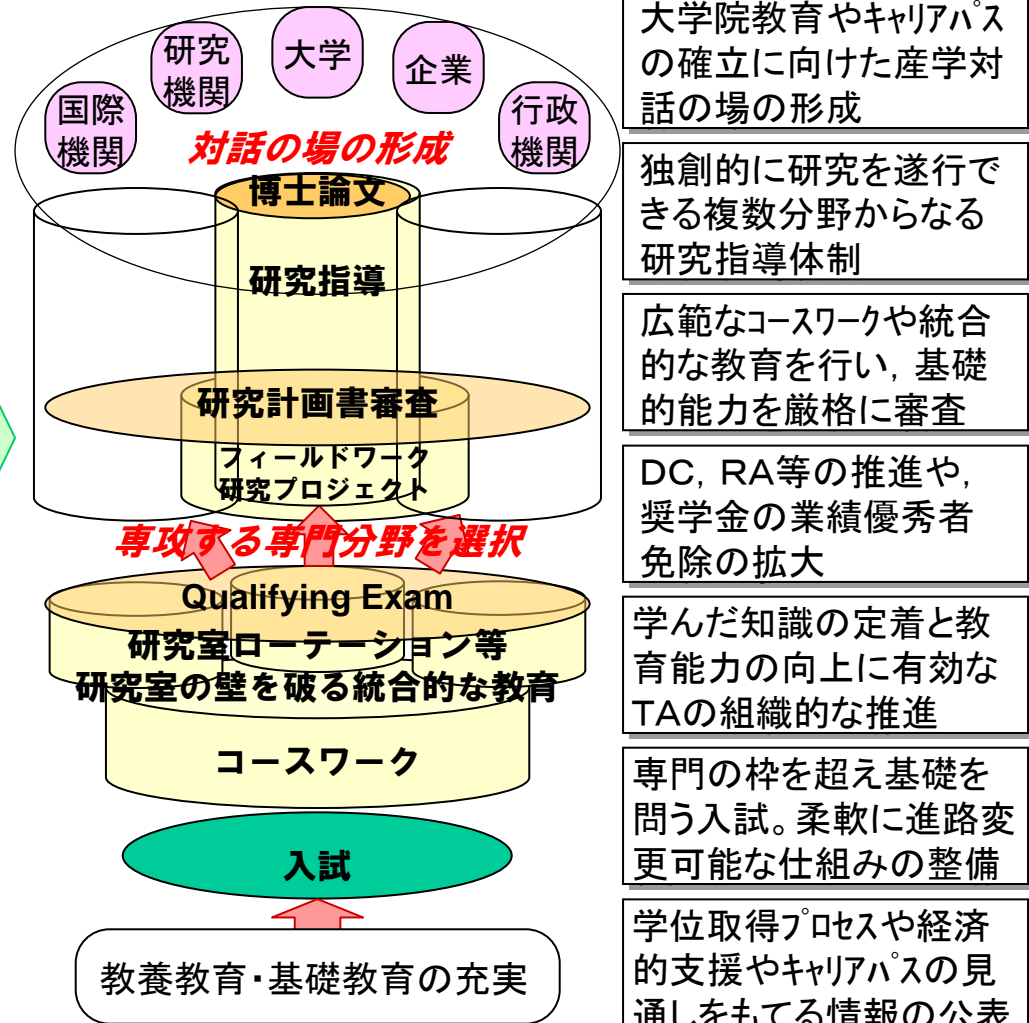 国際
機関
研究
機関
大学
企業
行政
機関
対話の場の形成
博士論文
研究指導
研究計画書審査
フィールドワーク
研究プロジェクト
専攻する専門分野を選択
Qualifying Exam
研究室ローテーション等
研究室の壁を破る統合的な教育
コースワーク
入試
教養教育・基礎教育の充実
大学院教育やキャリアパス
の確立に向けた産学対
話の場の形成
独創的に研究を遂行で
きる複数分野からなる
研究指導体制
広範なコースワークや統合
的な教育を行い，基礎
的能力を厳格に審査
ＤＣ，ＲＡ等の推進や，
奨学金の業績優秀者
免除の拡大
学んだ知識の定着と教
育能力の向上に有効な
ＴＡの組織的な推進
専門の枠を超え基礎を
問う入試。柔軟に進路変
更可能な仕組みの整備
学位取得プロセスや経済
的支援やキャリアパスの見
通しをもてる情報の公表